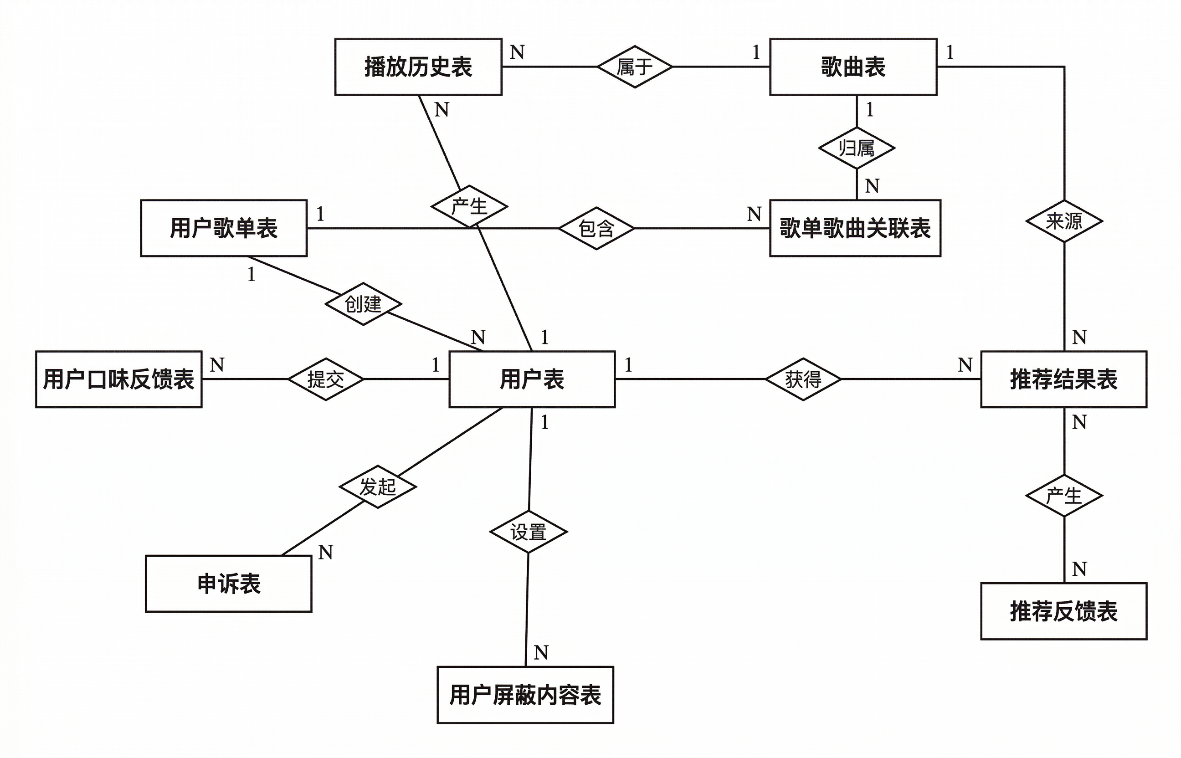 播放历史表
N
属于
1
歌曲表
1
N
1
产生
归属
N
用户歌单表
1
包含
N
歌单歌曲关联表
来源
1
创建
N
1
N
用户口味反馈表
N
提交
1
用户表
1
获得
N
推荐结果表
1
N
发起
产生
设置
N
N
申诉表
推荐反馈表
N
用户屏蔽内容表